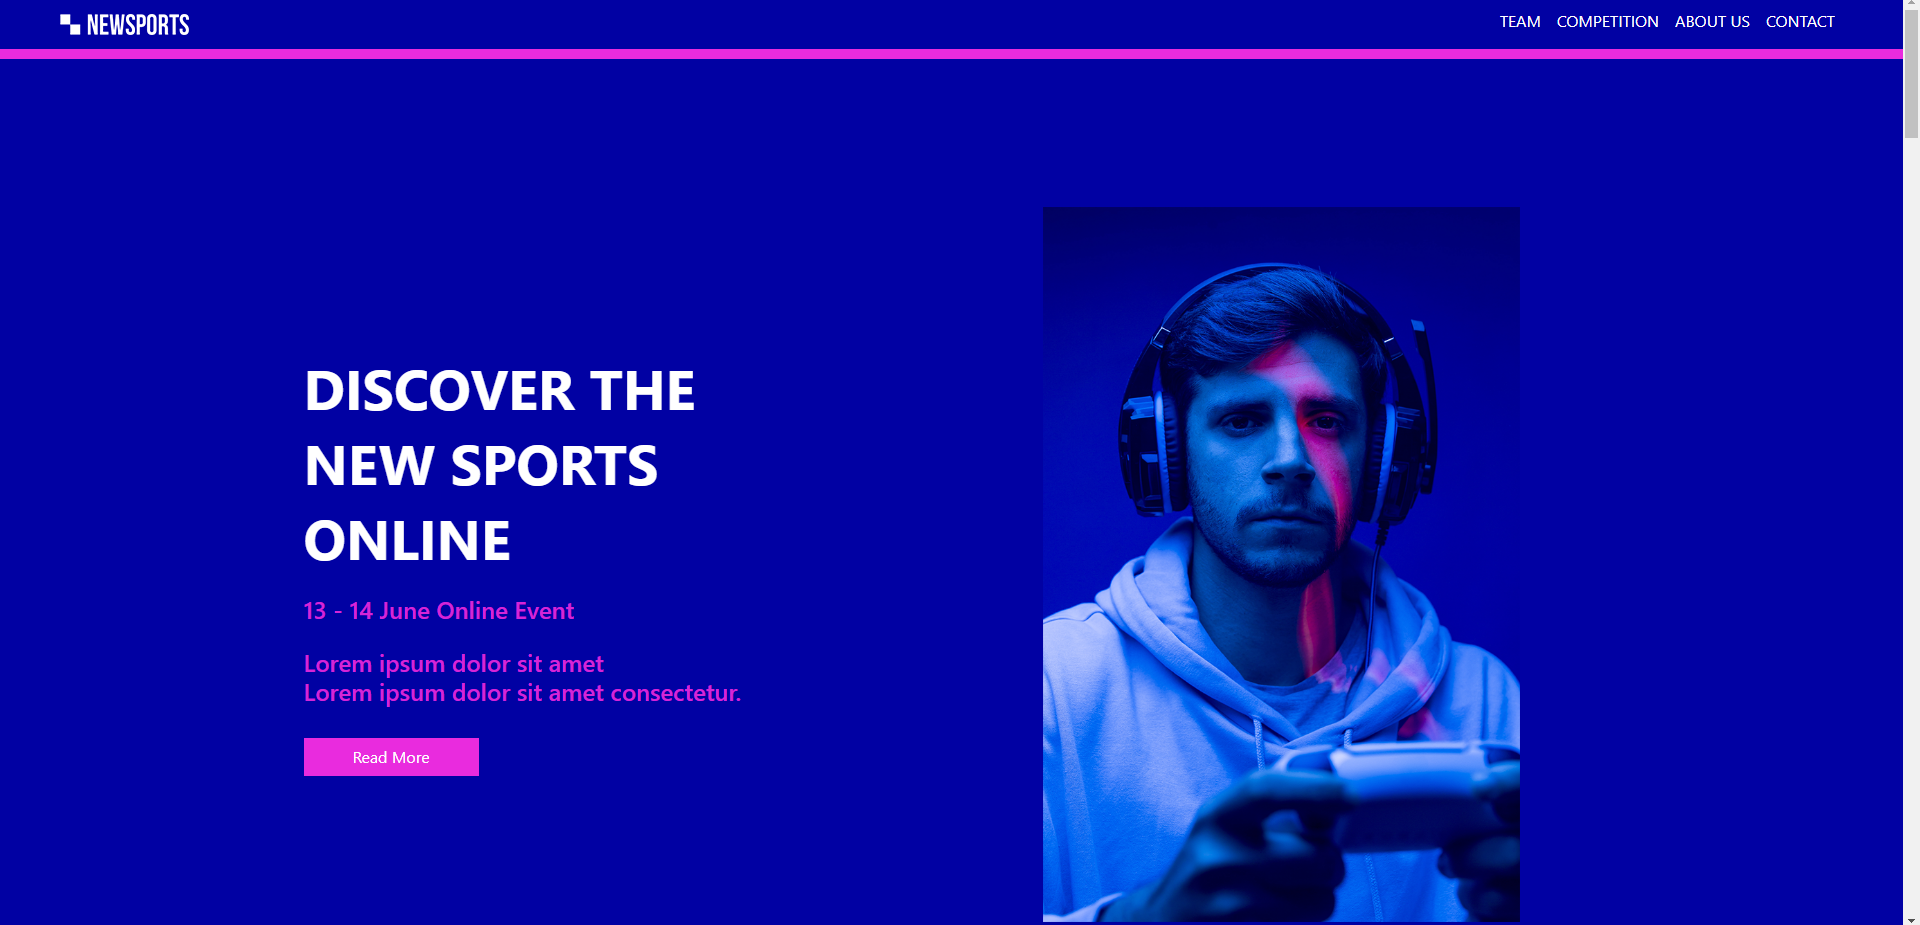 NEWSPORTS
TEAM COMPETITION ABOUT US CONTACT
DISCOVER THE
NEW SPORTS
ONLINE
13 - 14 June Online Event
Lorem ipsum dolor sit amet
Lorem ipsum dolor sit amet consectetur.
Read More